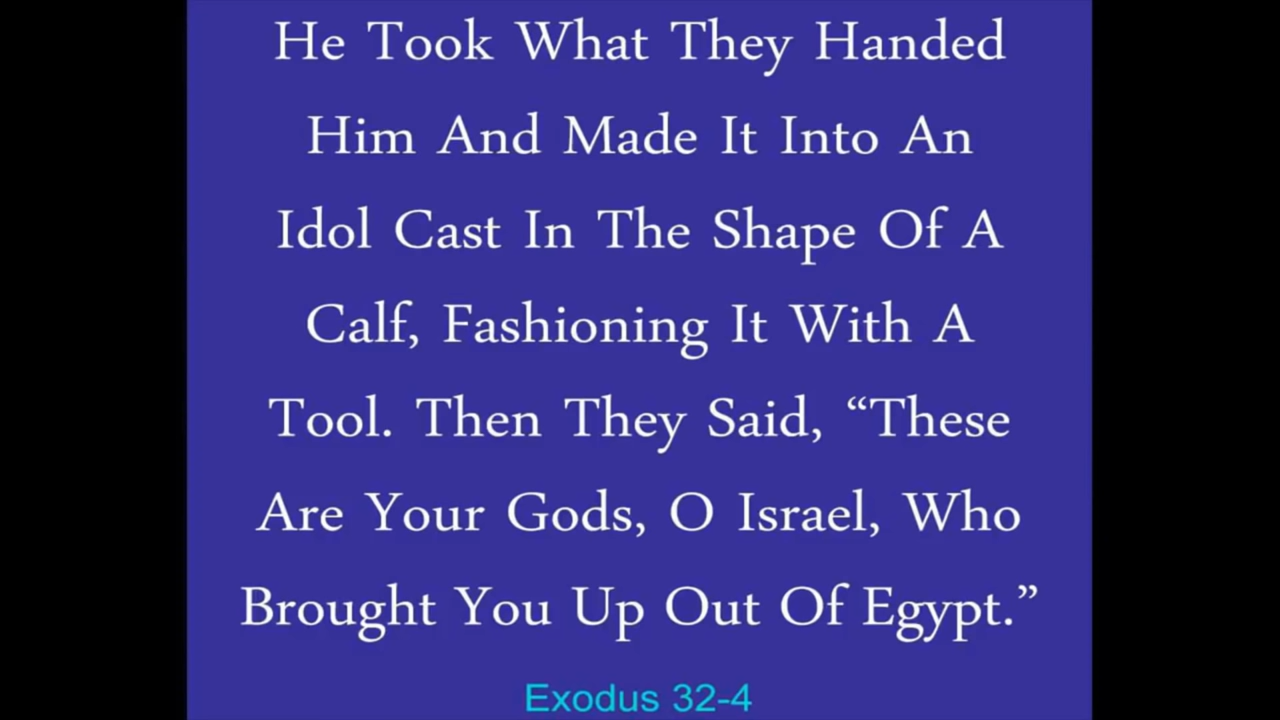 He Took What They Handed
Him And Made It Into An
Idol Cast In The Shape Of A
Calf, Fashioning It With A
Tool. Then They Said, “These
Are Your Gods, O Israel, Who
Brought You Up Out Of Egypt.”
Exodus 32-4